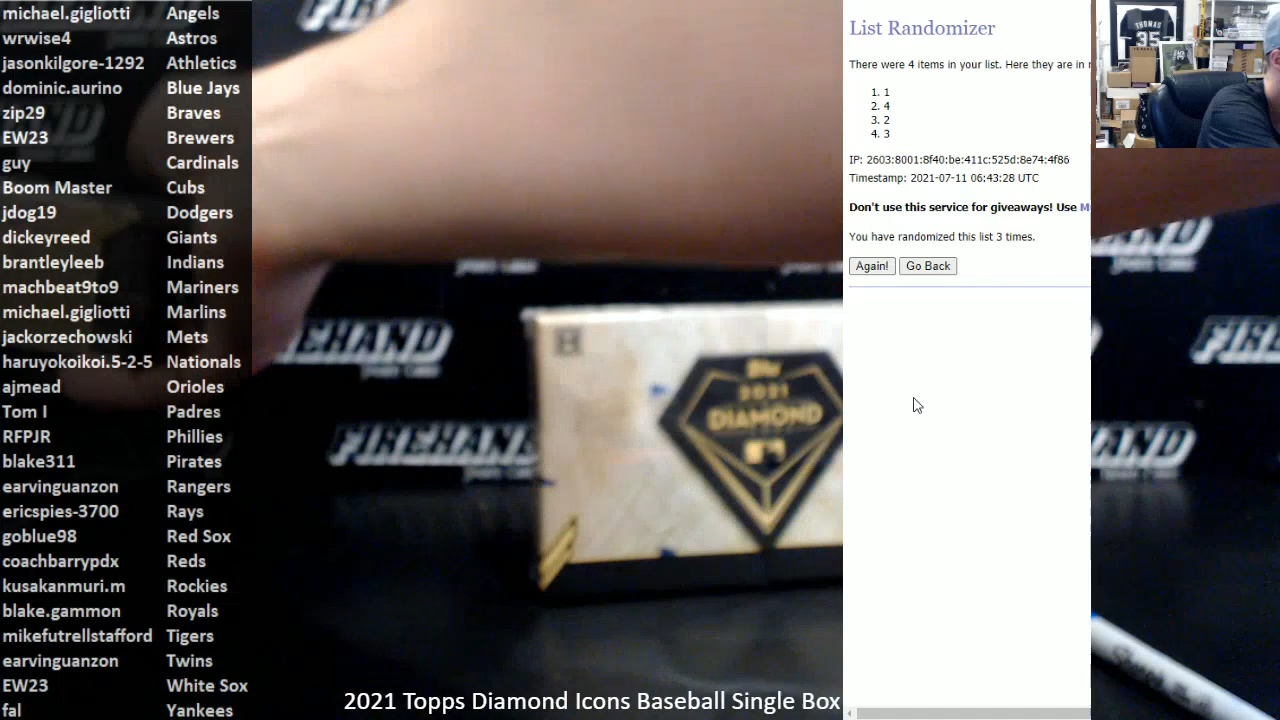 michael.gigliotti Angels
wrwise4 Astros
jasonkilgore-1292 Athletics
dominic.aurino Blue Jays
zip29 Braves
EW23 Brewers
guy Cardinals
Boom Master Cubs
jdog19 Dodgers
dickeyreed Giants
brantleyleeb Indians
machbeat9to9 Mariners
michael.gigliotti Marlins
jackorzechowski Mets
haruyokoikoi.5-2-5 Nationals
ajmead Orioles
Tom I Padres
RFPJR Phillies
blake311 Pirates
earvinguanzon Rangers
ericspies-3700 Rays
goblue98 Red Sox
coachbarrypdx Reds
kusakanmuri.m Rockies
blake.gammon Royals
mikefutrellstafford Tigers
earvinguanzon Twins
EW23 White Sox
fal Yankees
FIREHAND
FIREHAND
FIREHAND
H
Topps
2021
DIAMOND
2021 Topps Diamond Icons Baseball Single Box
List Randomizer
There were 4 items in your list. Here they are in
1. 1
2. 4
3. 2
4. 3
IP: 2603:8001:8f40:be:411c:525d:8e74:4f86
Timestamp: 2021-07-11 06:43:28 UTC
Don't use this service for giveaways! Use
You have randomized this list 3 times.
Again! Go Back
THOMAS
35